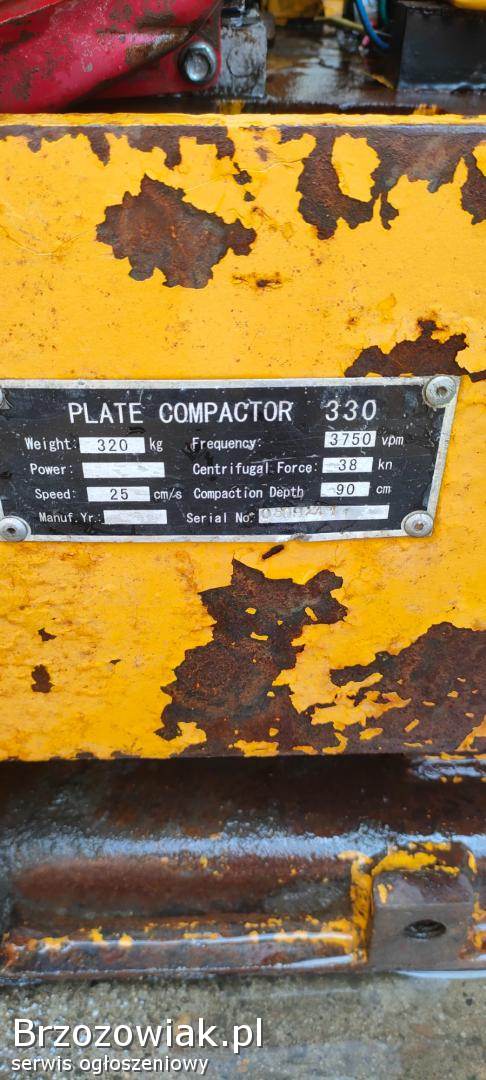 PLATE COMPACTOR 330
Weight: 320 kg Frequency: 3750 vpm
Power: Centrifugal Force: 38 kn
Speed: 25 cm/s Compaction Depth 90 cm
Manuf.Yr.: Serial No:
Brzozowiak.pl
serwis ogłoszeniowy